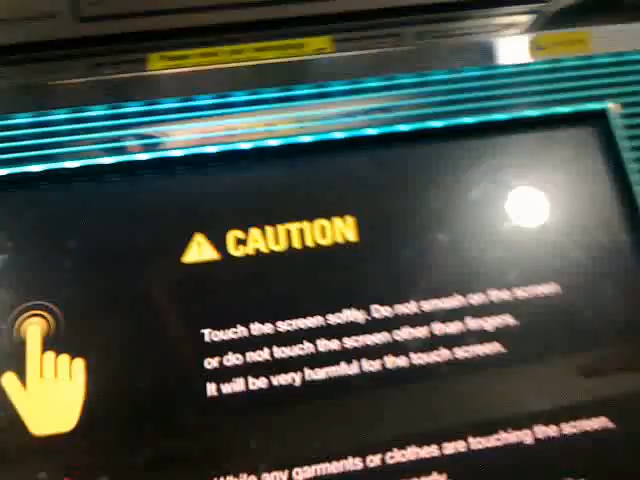 CAUTION
Touch the screen softly. Do not smash on the screen
or do not touch the screen other than fingers.
It will be very harmful for the touch screen.
While any garments or clothes are touching the screen,